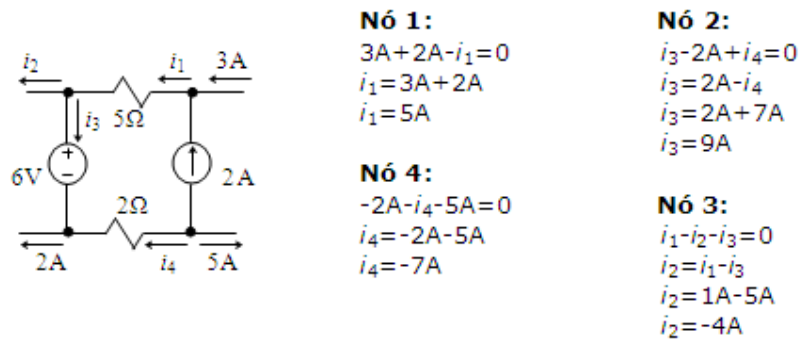 i₂
i₁
3A
i₃
5Ω
6V
2A
2Ω
2A
i₄
5A
Nó 1:
3A+2A-i₁=0
i₁=3A+2A
i₁=5A
Nó 4:
-2A-i₄-5A=0
i₄=-2A-5A
i₄=-7A
Nó 2:
i₃-2A+i₄=0
i₃=2A-i₄
i₃=2A+7A
i₃=9A
Nó 3:
i₁-i₂-i₃=0
i₂=i₁-i₃
i₂=1A-5A
i₂=-4A